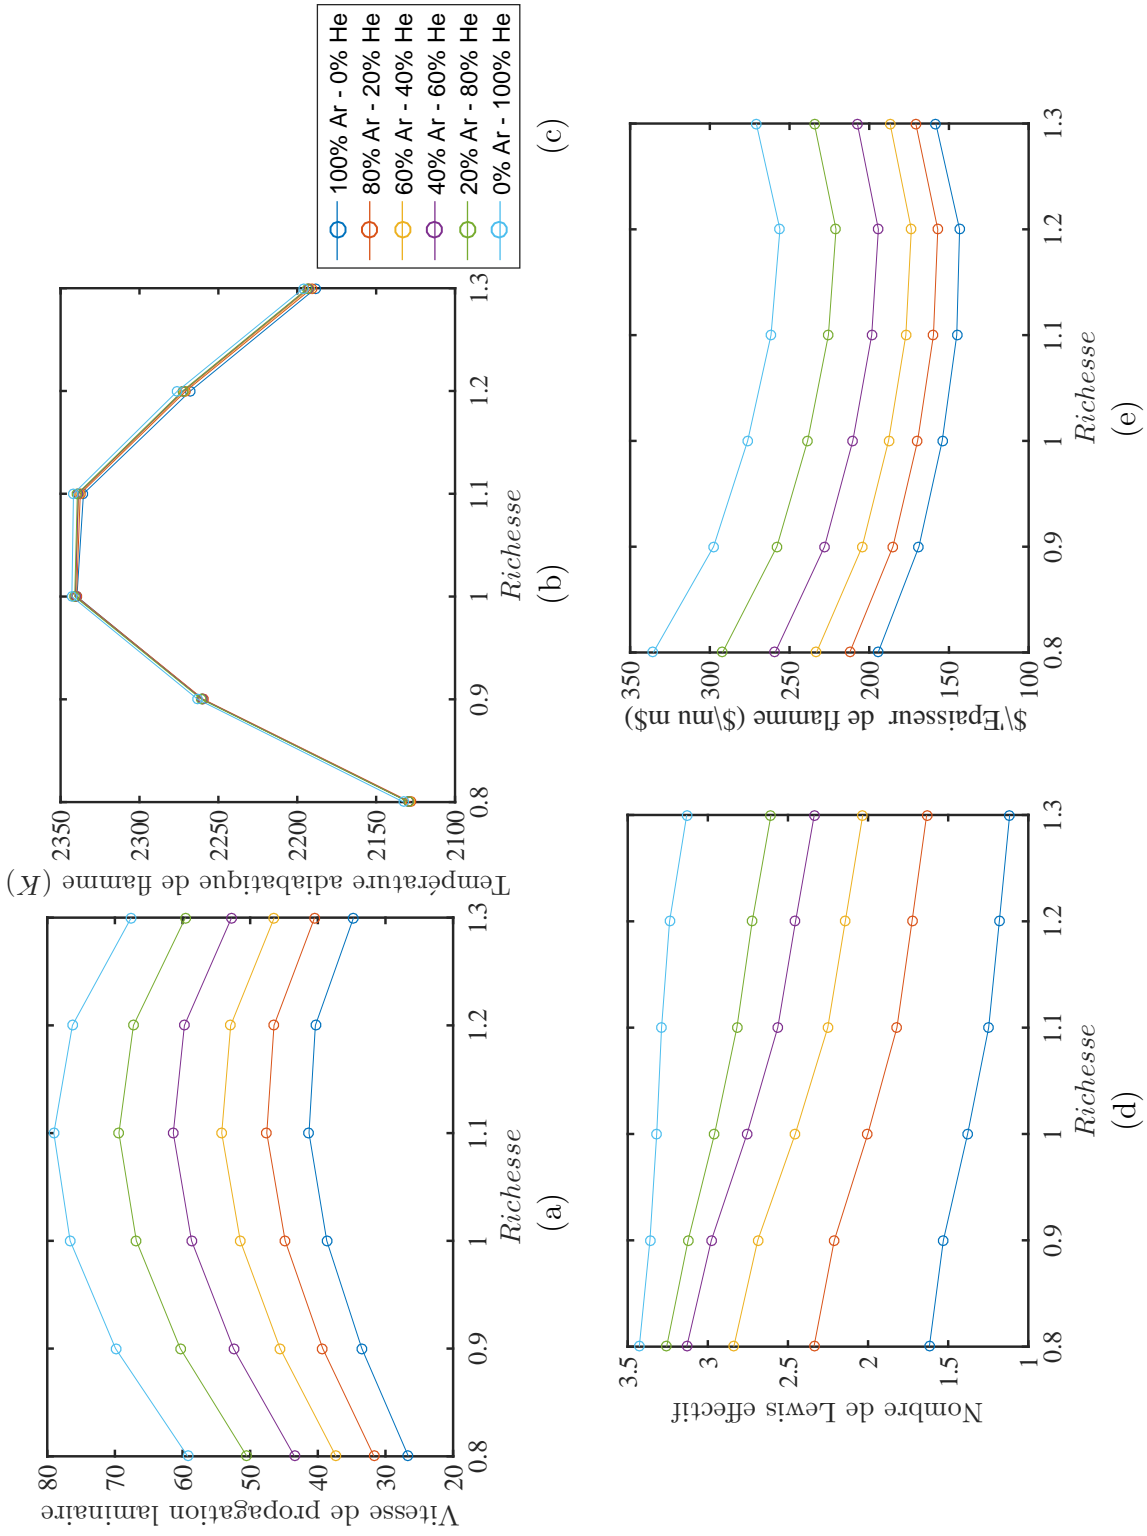 80
70
60
50
40
30
20
0.8
0.9
1
1.1
1.2
1.3
Vitesse de propagation laminaire
Richesse
(a)
2350
2300
2250
2200
2150
2100
0.8
0.9
1
1.1
1.2
1.3
Température adiabatique de flamme (K)
Richesse
(b)
100% Ar - 0% He
80% Ar - 20% He
60% Ar - 40% He
40% Ar - 60% He
20% Ar - 80% He
0% Ar - 100% He
(c)
3.5
3
2.5
2
1.5
1
0.8
0.9
1
1.1
1.2
1.3
Nombre de Lewis effectif
Richesse
(d)
350
300
250
200
150
100
0.8
0.9
1
1.1
1.2
1.3
$\'Epaisseur de flamme ($\mu m$)
Richesse
(e)